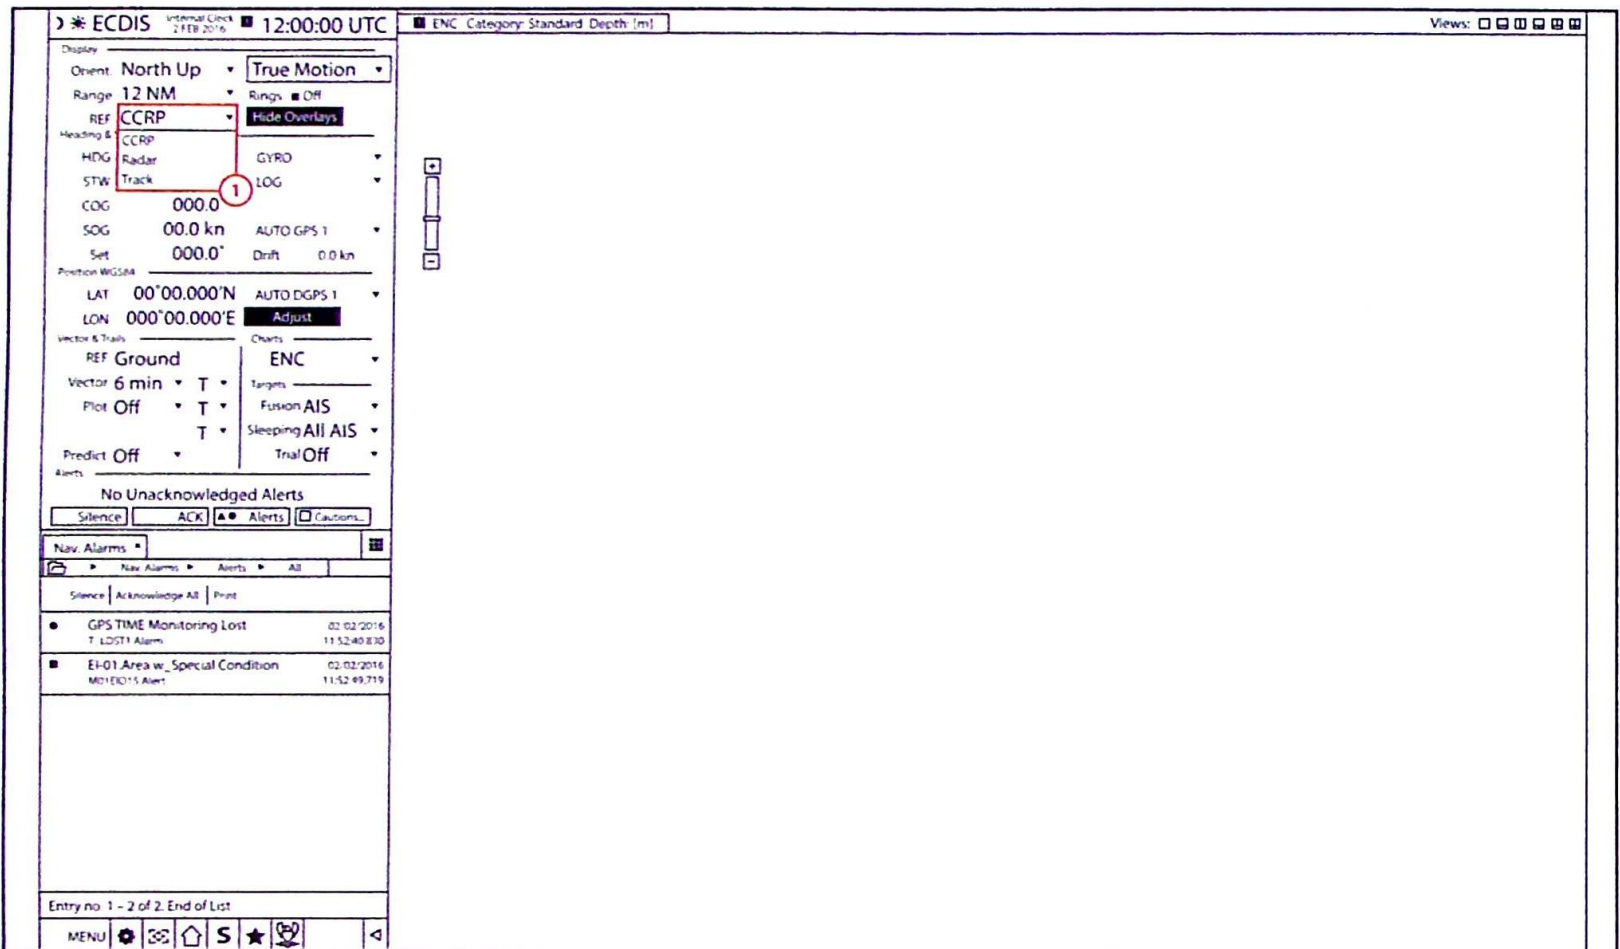 ECDIS Internal Clock 2 FEB 2016 12:00:00 UTC
ENC Category: Standard Depth: [m]
Views:
Display
Orient. North Up True Motion
Range 12 NM Rings Off
REF CCRP Hide Overlays
Heading &
CCRP
HDG Radar GYRO
STW Track LOG
1
COG 000.0
SOG 00.0 kn AUTO GPS 1
Set 000.0° Drift 0.0 kn
Position WGS84
LAT 00°00.000'N AUTO DGPS 1
LON 000°00.000'E Adjust
Vector & Trails Charts
REF Ground ENC
Vector 6 min T Targets
Plot Off T Fusion AIS
T Sleeping All AIS
Predict Off Trial Off
Alerts
No Unacknowledged Alerts
Silence ACK Alerts Cautions...
Nav. Alarms
Nav. Alarms Alerts All
Silence Acknowledge All Print
GPS TIME Monitoring Lost 02/02/2016
T_LOST1 Alarm 11:52:40.830
EI-01.Area w_Special Condition 02/02/2016
M01EIO15 Alert 11:52:49,719
Entry no. 1 – 2 of 2. End of List
MENU S